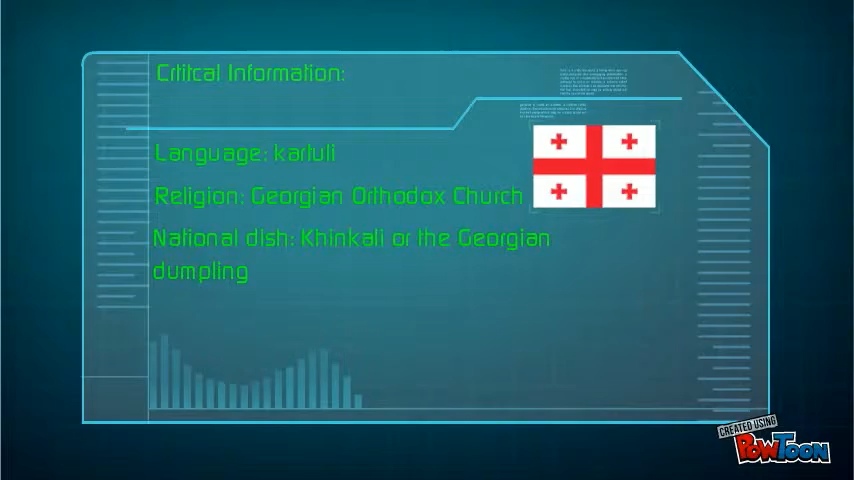 Critical Information:
Language: kartuli
Religion: Georgian Orthodox Church
National dish: Khinkali or the Georgian
dumpling
CREATED USING
POWTOON